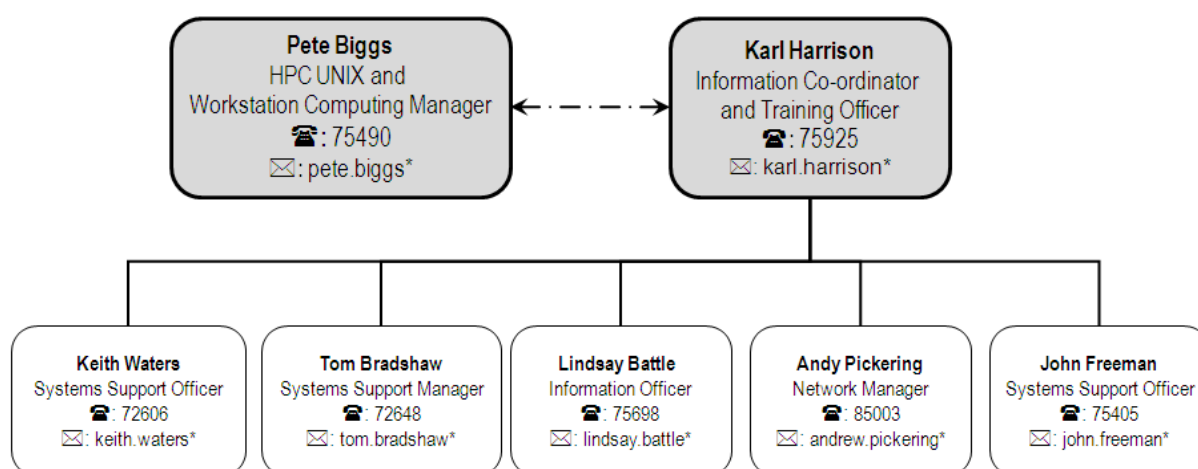 Pete Biggs
HPC UNIX and
Workstation Computing Manager
☎: 75490
✉: pete.biggs*
Karl Harrison
Information Co-ordinator
and Training Officer
☎: 75925
✉: karl.harrison*
Keith Waters
Systems Support Officer
☎: 72606
✉: keith.waters*
Tom Bradshaw
Systems Support Manager
☎: 72648
✉: tom.bradshaw*
Lindsay Battle
Information Officer
☎: 75698
✉: lindsay.battle*
Andy Pickering
Network Manager
☎: 85003
✉: andrew.pickering*
John Freeman
Systems Support Officer
☎: 75405
✉: john.freeman*